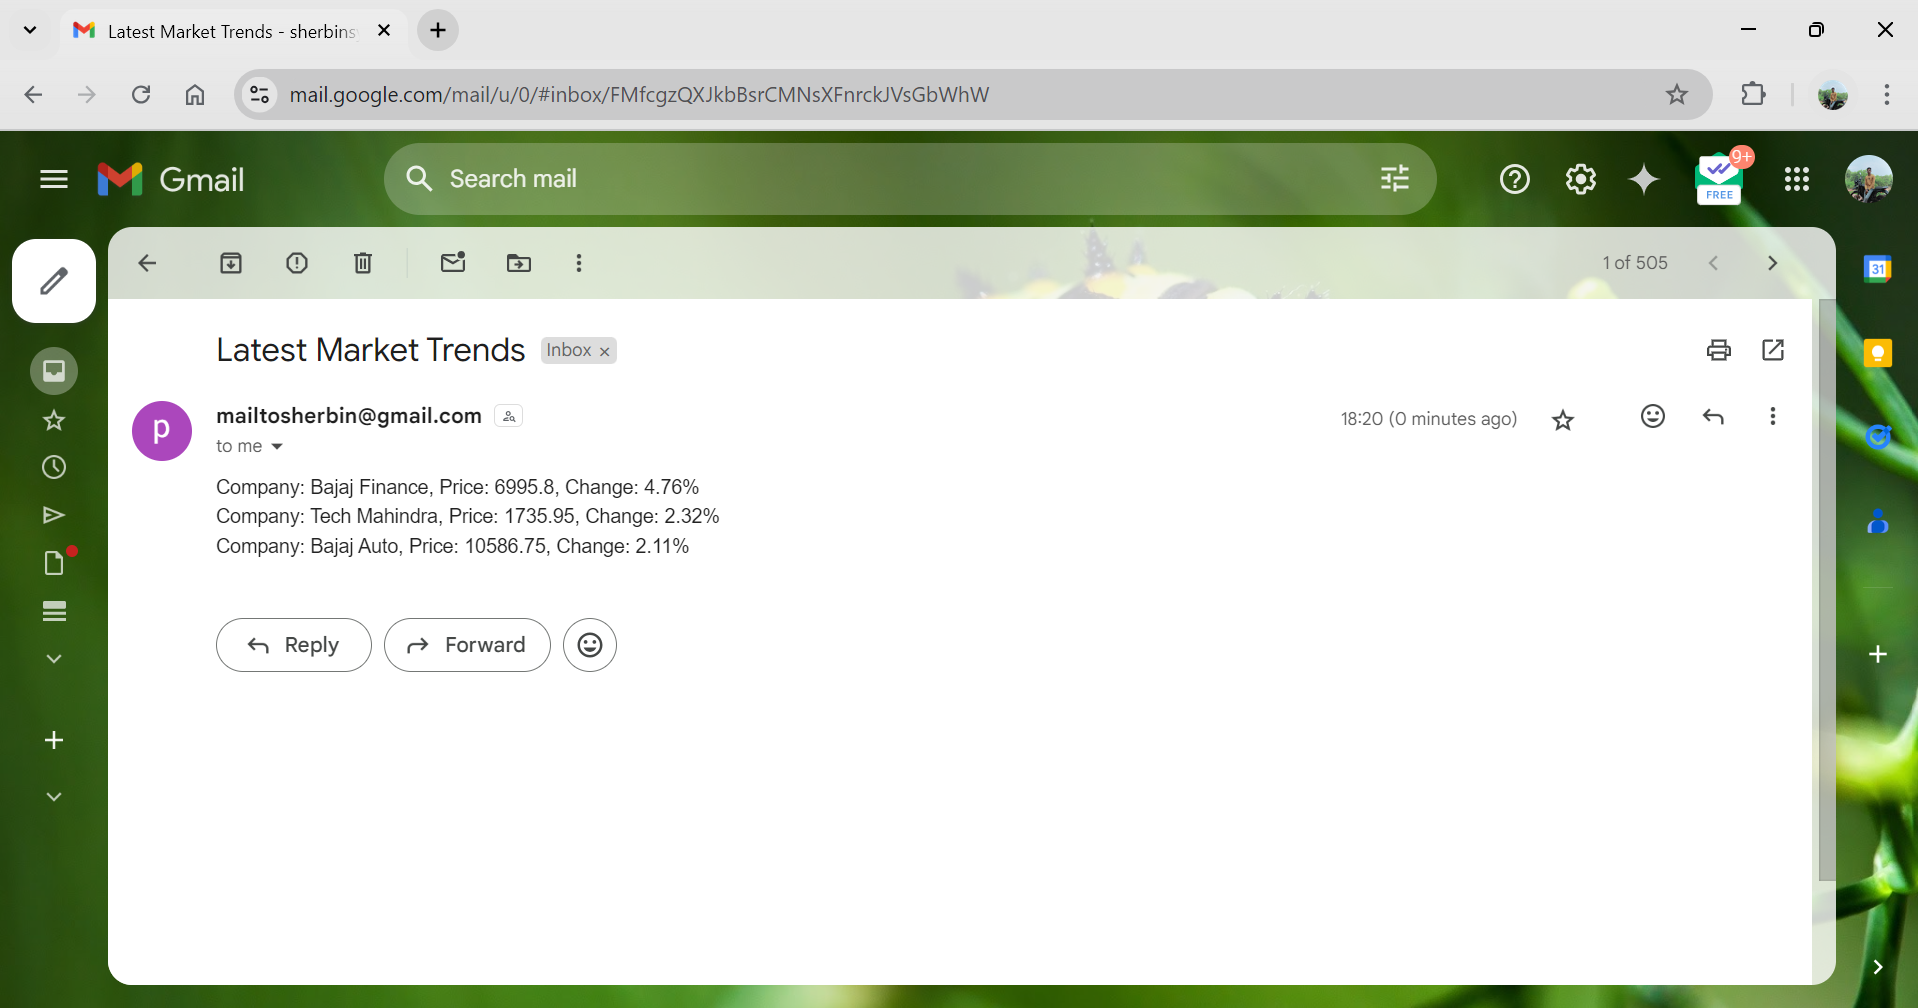 Latest Market Trends - sherbins
mail.google.com/mail/u/0/#inbox/FMfcgzQXJkbBsrCMNsXFnrckJVsGbWhW
Gmail
Search mail
9+
FREE
1 of 505
31
Latest Market Trends
Inbox x
p
mailtosherbin@gmail.com
18:20 (0 minutes ago)
to me
Company: Bajaj Finance, Price: 6995.8, Change: 4.76%
Company: Tech Mahindra, Price: 1735.95, Change: 2.32%
Company: Bajaj Auto, Price: 10586.75, Change: 2.11%
Reply
Forward